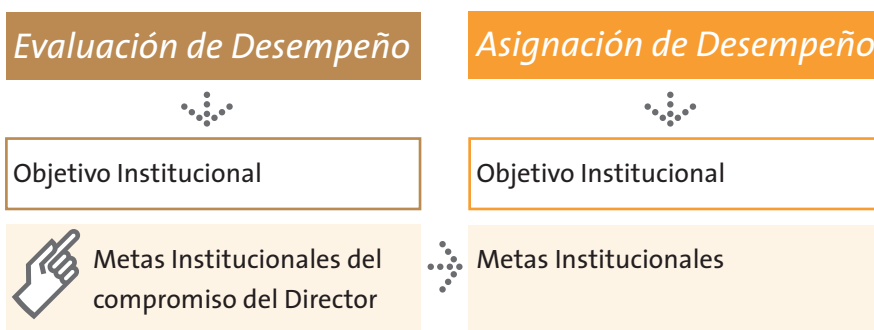 Evaluación de Desempeño
Asignación de Desempeño
Objetivo Institucional
Objetivo Institucional
Metas Institucionales del
compromiso del Director
Metas Institucionales